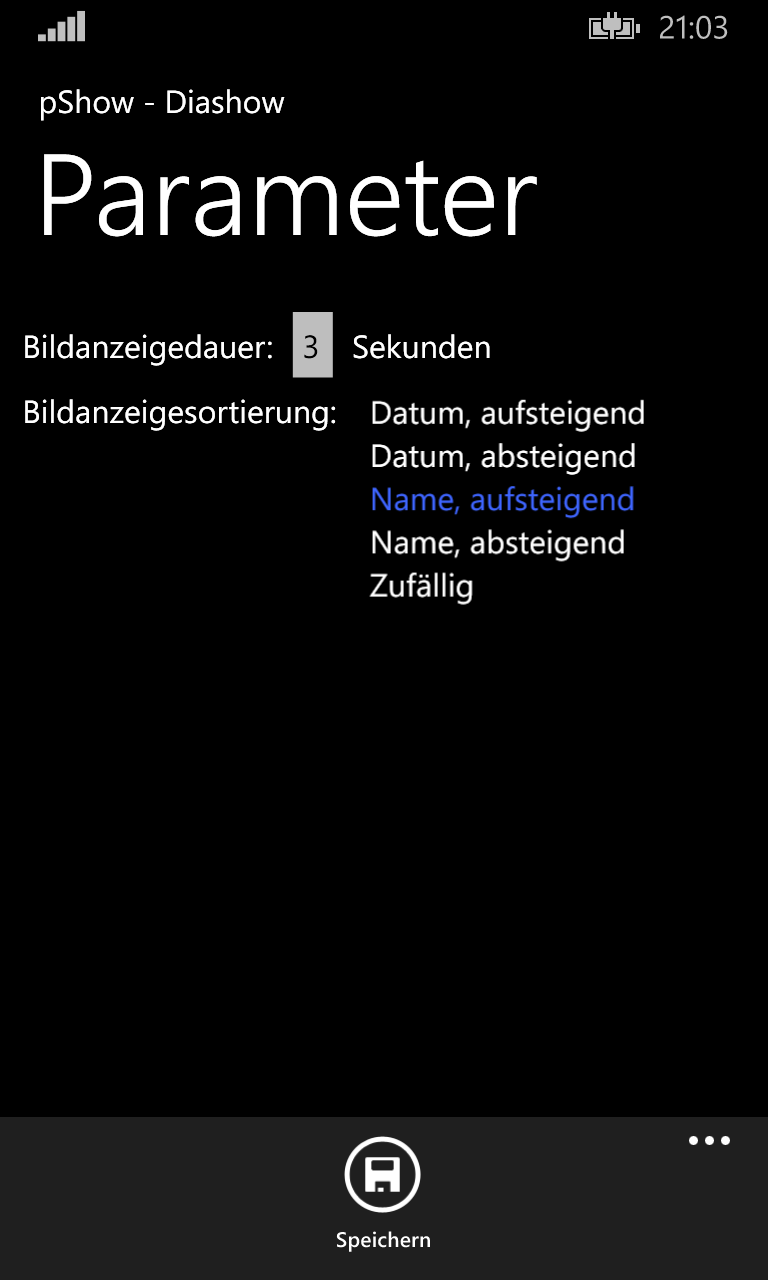 21:03
pShow - Diashow
Parameter
Bildanzeigedauer: 3 Sekunden
Bildanzeigesortierung: Datum, aufsteigend
Datum, absteigend
Name, aufsteigend
Name, absteigend
Zufällig
Speichern